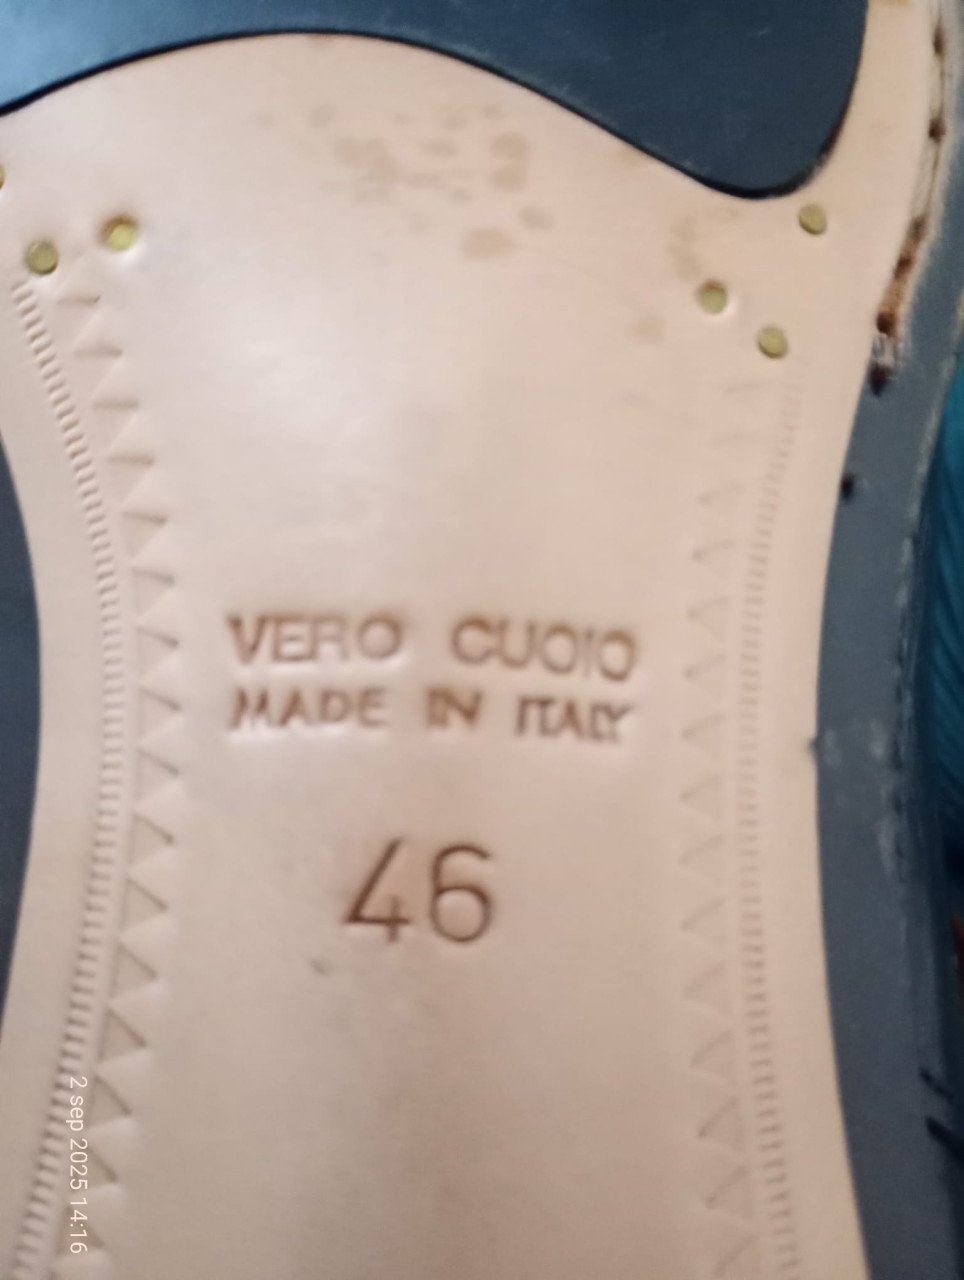 VERO CUOIO
MADE IN ITALY
46
2 sep 2025 14:16